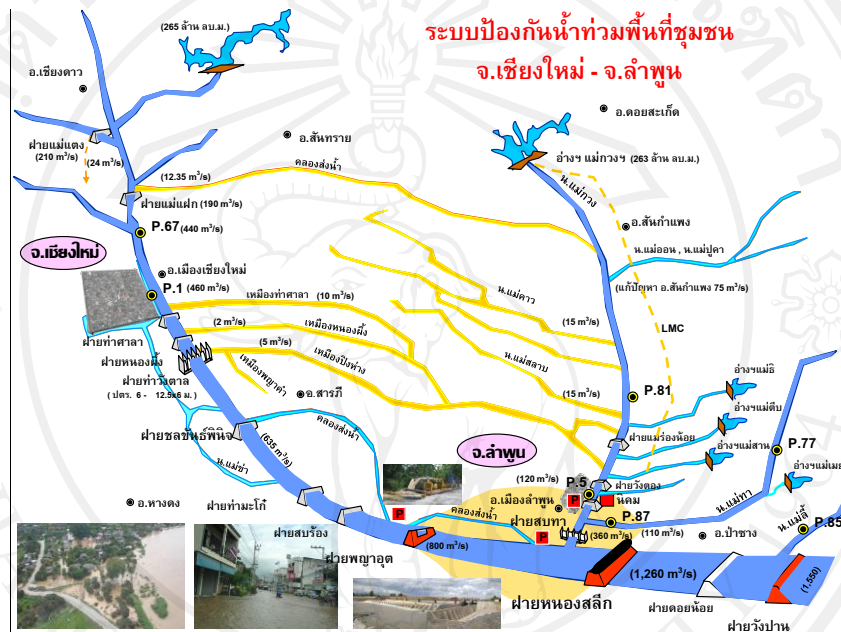 ระบบป้องกันน้ำท่วมพื้นที่ชุมชน
จ.เชียงใหม่ - จ.ลำพูน
(265 ล้าน ลบ.ม.)
อ.เชียงดาว
อ.ดอยสะเก็ด
อ.สันทราย
ฝายแม่แตง
(210 m³/s)
(24 m³/s)
(12.35 m³/s)
คลองส่งน้ำ
อ่างฯ แม่กวงฯ (263 ล้าน ลบ.ม.)
น.แม่กวง
ฝายแม่แฝก (190 m³/s)
P.67 (440 m³/s)
อ.สันกำแพง
น.แม่ออน , น.แม่ปูคา
จ.เชียงใหม่
อ.เมืองเชียงใหม่
P.1 (460 m³/s)
(แก้ปัญหา อ.สันกำแพง 75 m³/s)
เหมืองท่าศาลา (10 m³/s)
น.แม่คาว
(15 m³/s)
LMC
(2 m³/s)
เหมืองหนองผึ้ง
ฝายท่าศาลา
(5 m³/s)
เหมืองปิงห่าง
น.แม่สลาบ
ฝายหนองผึ้ง
เหมืองพญาคำ
ฝายท่าวังตาล
(ปตร. 6 - 12.5x6 ม.)
อ.สารภี
(15 m³/s)
P.81
อ่างฯแม่ธิ
อ่างฯแม่ตีบ
ฝายชลขันธ์พินิจ
(635 m³/s)
คลองส่งน้ำ
จ.ลำพูน
ฝายแม่ร่องน้อย
อ่างฯแม่สาน
P.77
น.แม่ข่า
(120 m³/s)
P.5
ฝายวังตอง
อ่างฯแม่เมย
อ.หางดง
ฝายท่ามะโก๋
อ.เมืองลำพูน
P
นิคม
น.แม่ทา
P
คลองส่งน้ำ
ฝายสบทา
P.87
น.แม่ลี้
P.85
ฝายสบร้อง
P
(360 m³/s)
(110 m³/s)
อ.ป่าซาง
ฝายพญาอุต
(800 m³/s)
(1,260 m³/s)
(1,550)
ฝายหนองสลีก
ฝายดอยน้อย
ฝายวังปาน